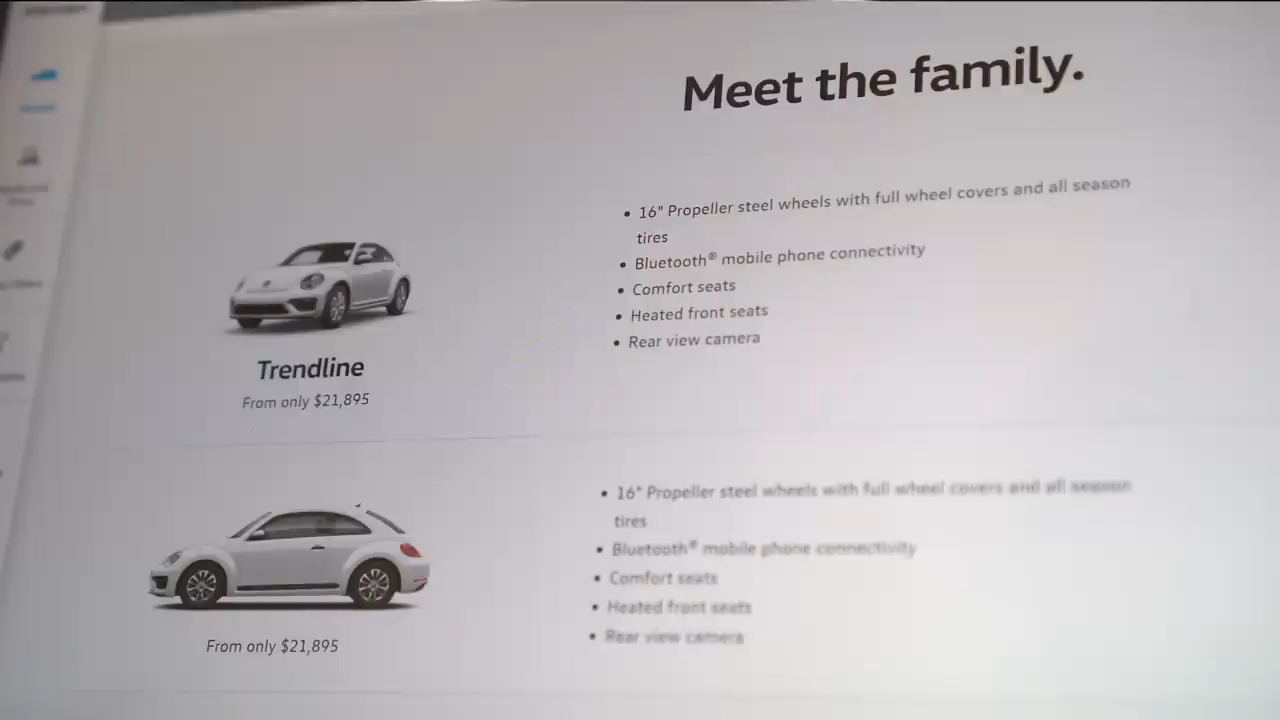 Meet the family.
• 16" Propeller steel wheels with full wheel covers and all season
tires
• Bluetooth® mobile phone connectivity
• Comfort seats
• Heated front seats
• Rear view camera
Trendline
From only $21,895
• 16" Propeller steel wheels with full wheel covers and all season
tires
• Bluetooth® mobile phone connectivity
• Comfort seats
• Heated front seats
• Rear view camera
From only $21,895